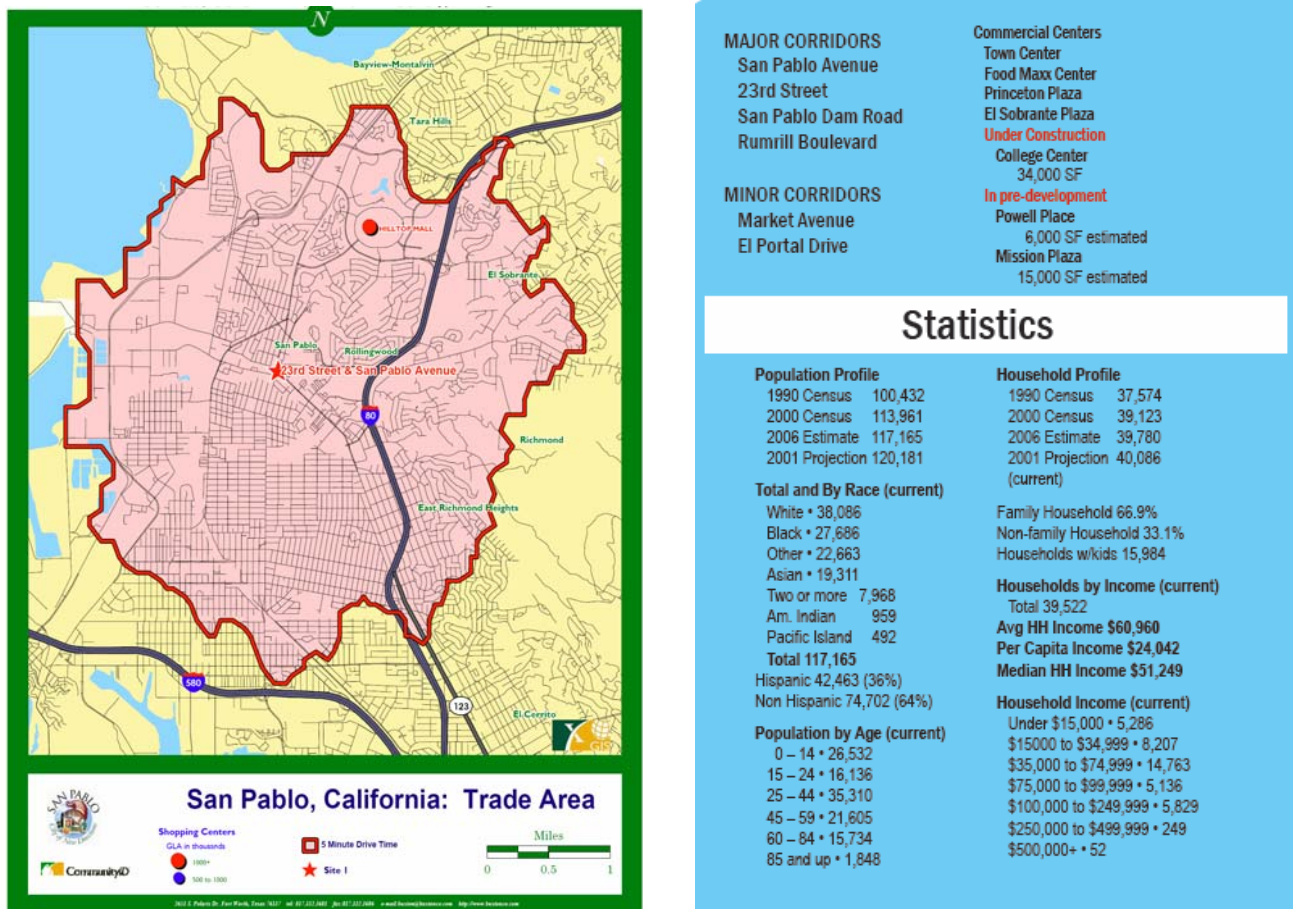 N
Bayview-Montalvin
Tara Hills
HILLTOP MALL
El Sobrante
San Pablo
Rollingwood
23rd Street & San Pablo Avenue
80
Richmond
East Richmond Heights
580
123
El Cerrito
GIS
San Pablo, California: Trade Area
SAN PABLO
City of New Directions
Shopping Centers
GLA in thousands
1000+
500 to 1000
5 Minute Drive Time
Site 1
Miles
0 0.5 1
CommunityID
MAJOR CORRIDORS
San Pablo Avenue
23rd Street
San Pablo Dam Road
Rumrill Boulevard
MINOR CORRIDORS
Market Avenue
El Portal Drive
Commercial Centers
Town Center
Food Maxx Center
Princeton Plaza
El Sobrante Plaza
Under Construction
College Center
34,000 SF
In pre-development
Powell Place
6,000 SF estimated
Mission Plaza
15,000 SF estimated
Statistics
Population Profile
1990 Census 100,432
2000 Census 113,961
2006 Estimate 117,165
2001 Projection 120,181
Total and By Race (current)
White • 38,086
Black • 27,686
Other • 22,663
Asian • 19,311
Two or more 7,968
Am. Indian 959
Pacific Island 492
Total 117,165
Hispanic 42,463 (36%)
Non Hispanic 74,702 (64%)
Population by Age (current)
0 – 14 • 26,532
15 – 24 • 16,136
25 – 44 • 35,310
45 – 59 • 21,605
60 – 84 • 15,734
85 and up • 1,848
Household Profile
1990 Census 37,574
2000 Census 39,123
2006 Estimate 39,780
2001 Projection 40,086
(current)
Family Household 66.9%
Non-family Household 33.1%
Households w/kids 15,984
Households by Income (current)
Total 39,522
Avg HH Income $60,960
Per Capita Income $24,042
Median HH Income $51,249
Household Income (current)
Under $15,000 • 5,286
$15000 to $34,999 • 8,207
$35,000 to $74,999 • 14,763
$75,000 to $99,999 • 5,136
$100,000 to $249,999 • 5,829
$250,000 to $499,999 • 249
$500,000+ • 52